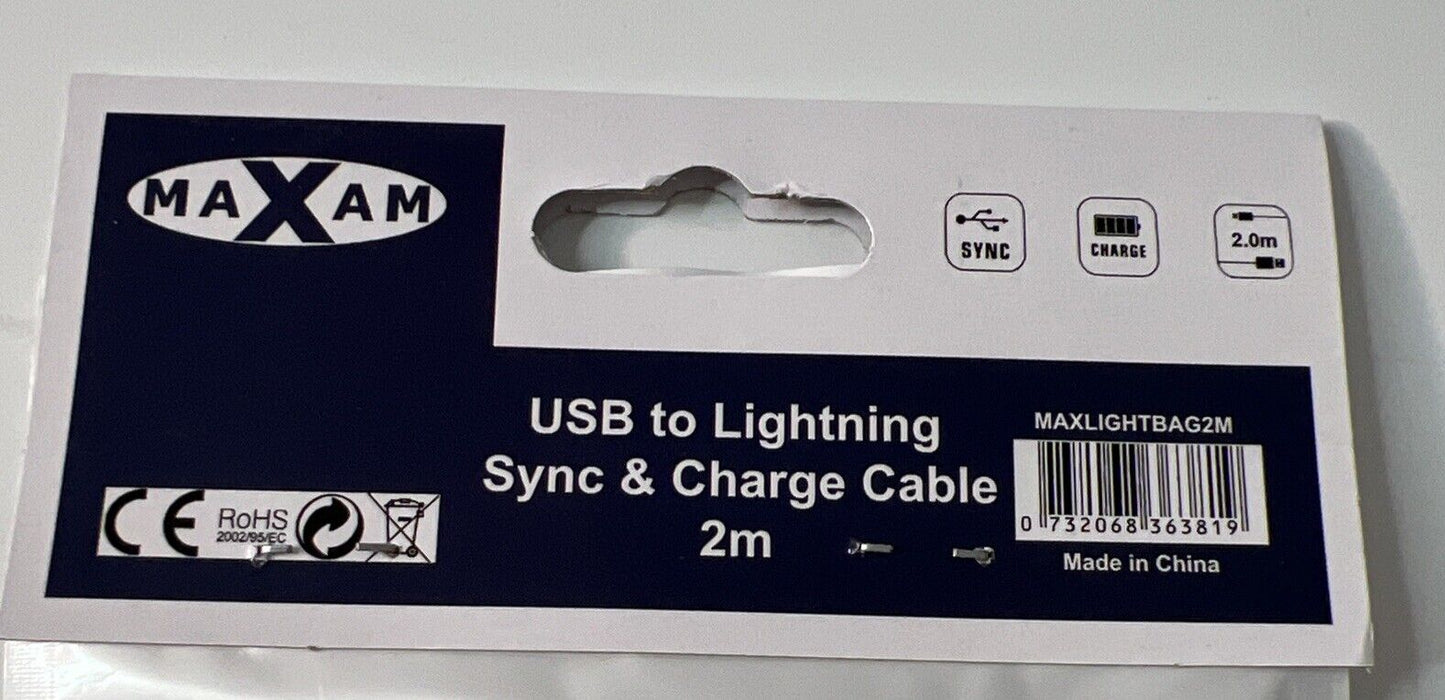 MAXAM
SYNC
CHARGE
2.0m
USB to Lightning
Sync & Charge Cable
2m
MAXLIGHTBAG2M
0 732068 363819
Made in China
CE
RoHS
2002/95/EC